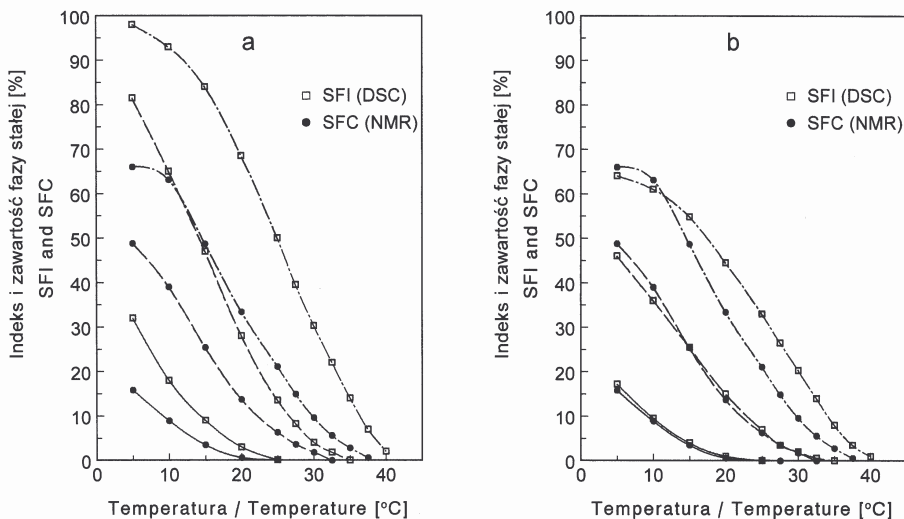 Indeks i zawartość fazy stałej [%]
SFI and SFC
100
90
80
70
60
50
40
30
20
10
0
a
SFI (DSC)
SFC (NMR)
0 10 20 30 40
Temperatura / Temperature [°C]
Indeks i zawartość fazy stałej [%]
SFI and SFC
100
90
80
70
60
50
40
30
20
10
0
b
SFI (DSC)
SFC (NMR)
0 10 20 30 40
Temperatura / Temperature [°C]